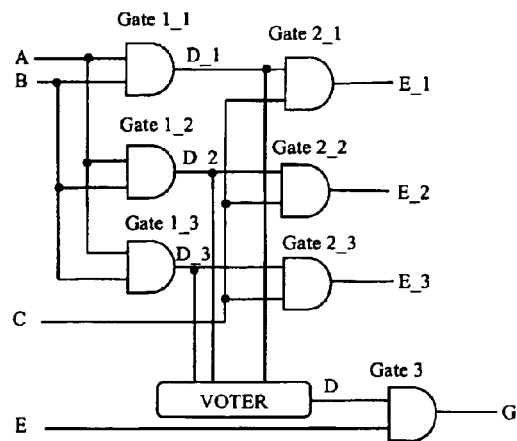 Gate 1_1
Gate 2_1
A
D_1
B
E_1
Gate 1_2
Gate 2_2
D_2
E_2
Gate 1_3
Gate 2_3
D_3
E_3
C
Gate 3
D
VOTER
G
E